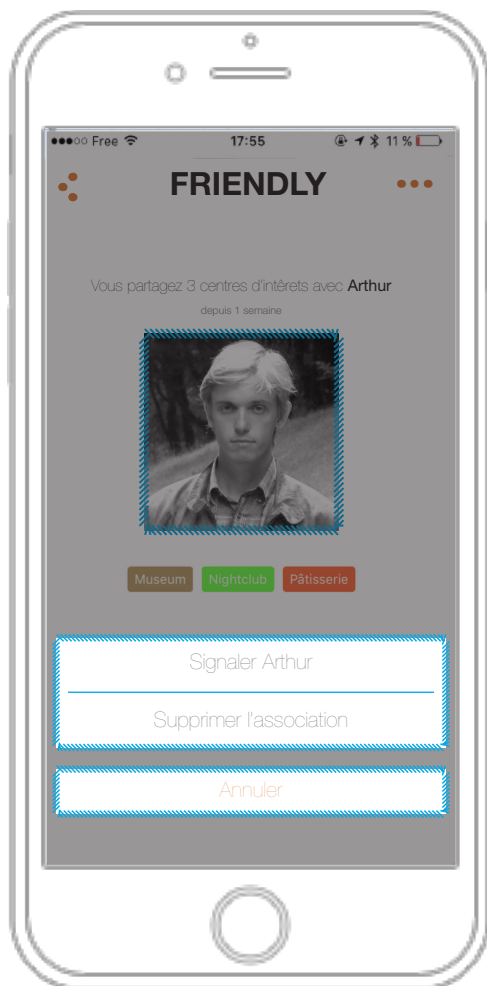 Free 17:55 11 %
FRIENDLY
Vous partagez 3 centres d'intêrets avec Arthur
depuis 1 semaine
Museum Nightclub Pâtisserie
Signaler Arthur
Supprimer l'association
Annuler